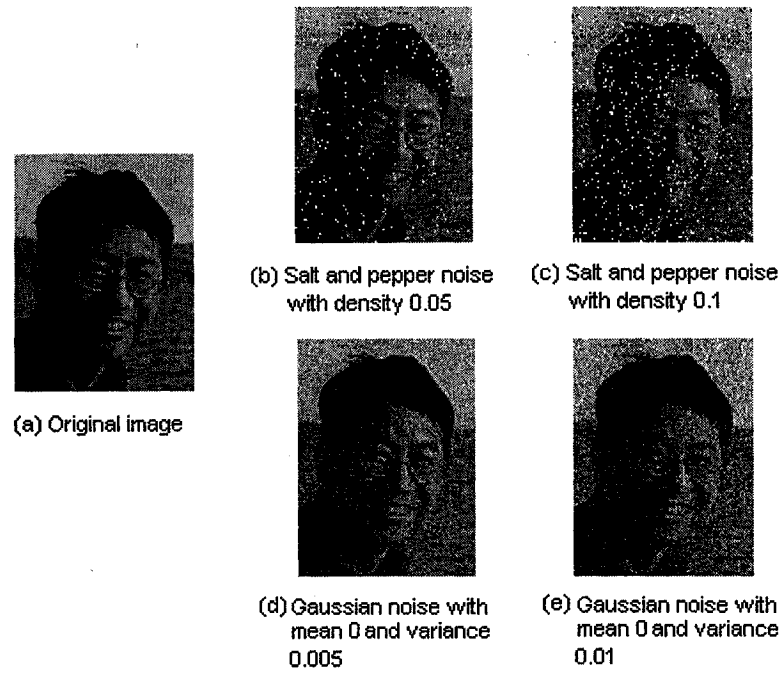 (b) Salt and pepper noise
with density 0.05
(c) Salt and pepper noise
with density 0.1
(a) Original image
(d) Gaussian noise with
mean 0 and variance
0.005
(e) Gaussian noise with
mean 0 and variance
0.01